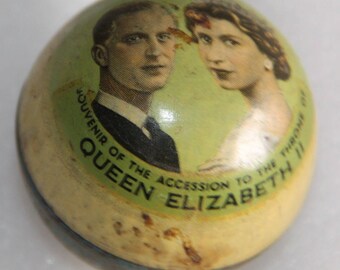 SOUVENIR OF THE ACCESSION TO THE THRONE OF
QUEEN ELIZABETH II